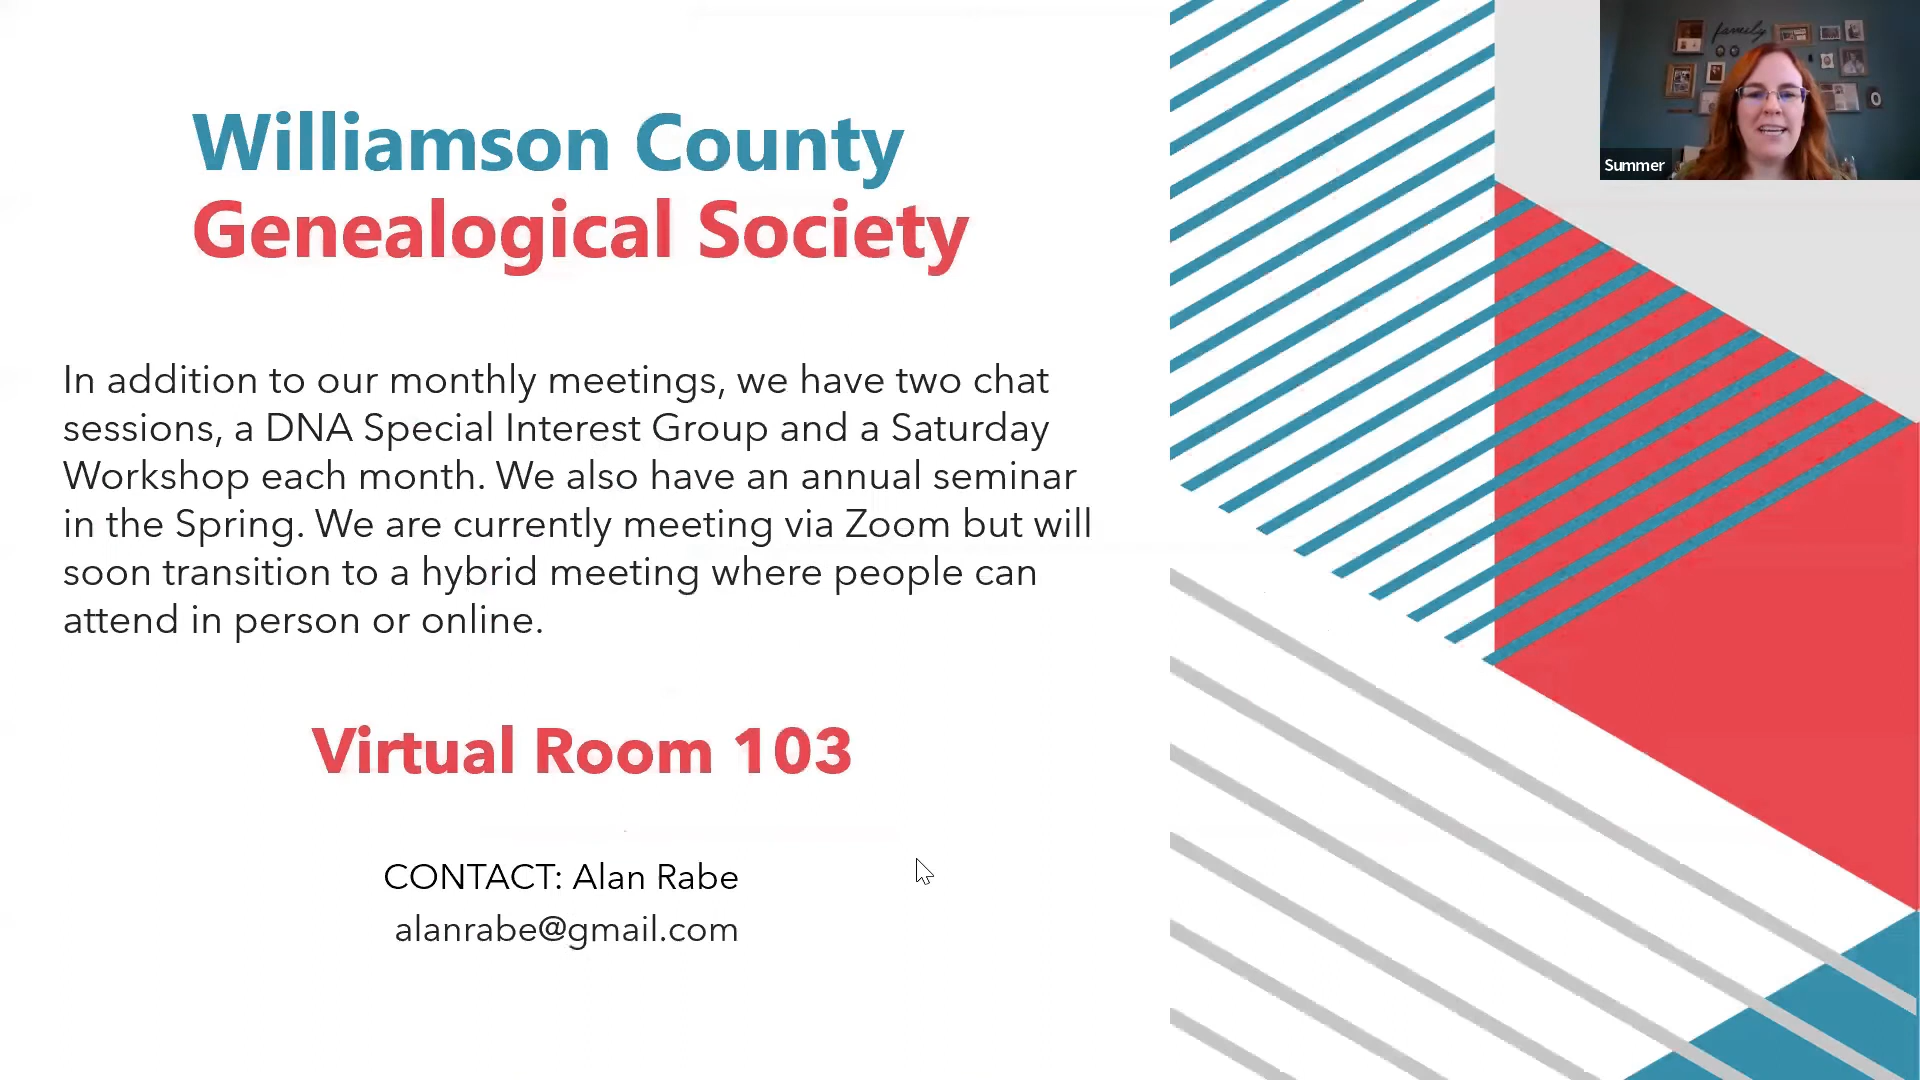 Williamson County
Genealogical Society
In addition to our monthly meetings, we have two chat
sessions, a DNA Special Interest Group and a Saturday
Workshop each month. We also have an annual seminar
in the Spring. We are currently meeting via Zoom but will
soon transition to a hybrid meeting where people can
attend in person or online.
Virtual Room 103
CONTACT: Alan Rabe
alanrabe@gmail.com
family
Summer